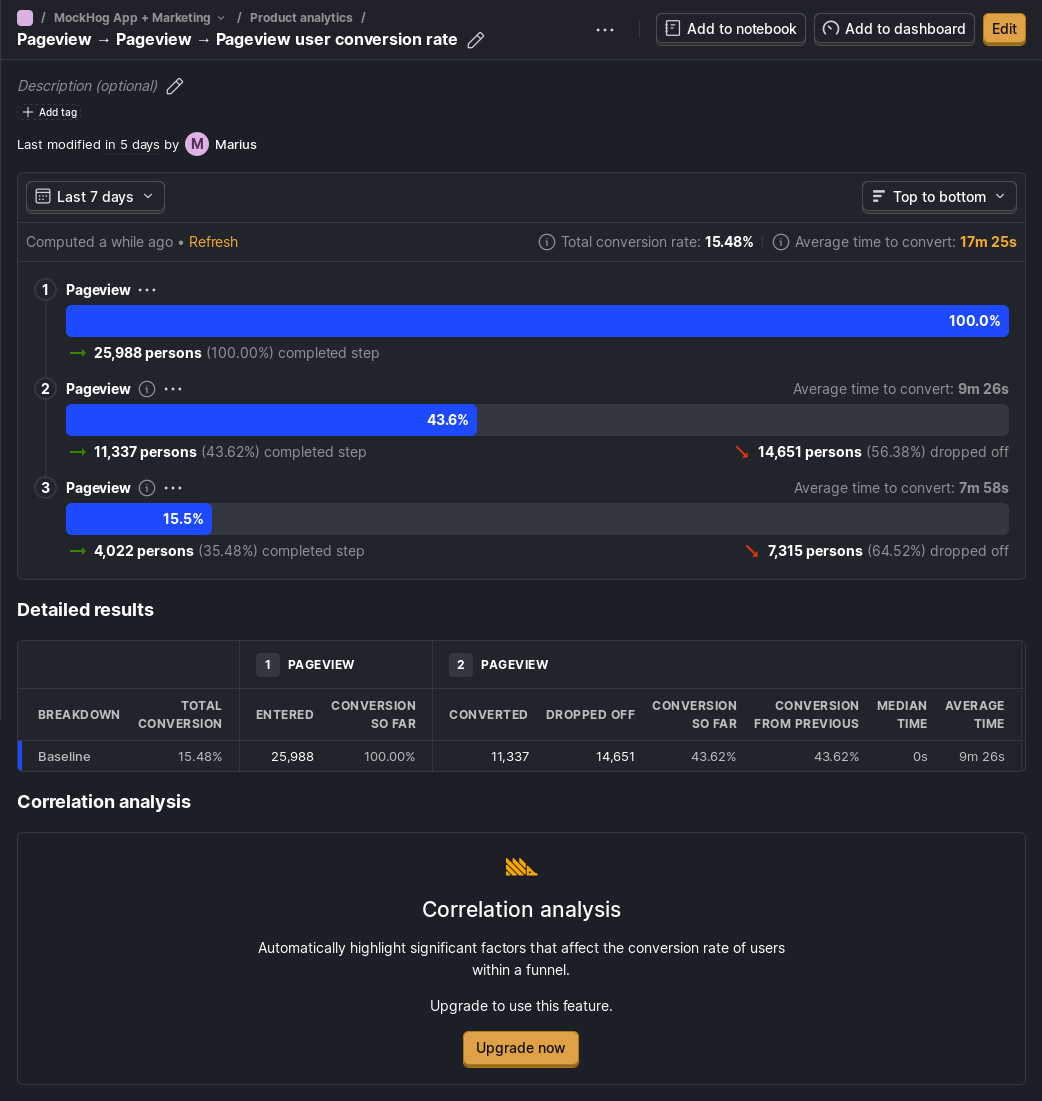 / MockHog App + Marketing / Product analytics /
Pageview → Pageview → Pageview user conversion rate
Add to notebook
Add to dashboard
Edit
Description (optional)
Add tag
Last modified in 5 days by M Marius
Last 7 days
Top to bottom
Computed a while ago • Refresh
Total conversion rate: 15.48%
Average time to convert: 17m 25s
1 Pageview
100.0%
25,988 persons (100.00%) completed step
2 Pageview
Average time to convert: 9m 26s
43.6%
11,337 persons (43.62%) completed step
14,651 persons (56.38%) dropped off
3 Pageview
Average time to convert: 7m 58s
15.5%
4,022 persons (35.48%) completed step
7,315 persons (64.52%) dropped off
Detailed results
1 PAGEVIEW
2 PAGEVIEW
BREAKDOWN
TOTAL
CONVERSION
ENTERED
CONVERSION
SO FAR
CONVERTED
DROPPED OFF
CONVERSION
SO FAR
CONVERSION
FROM PREVIOUS
MEDIAN
TIME
AVERAGE
TIME
Baseline 15.48% 25,988 100.00% 11,337 14,651 43.62% 43.62% 0s 9m 26s
Correlation analysis
Correlation analysis
Automatically highlight significant factors that affect the conversion rate of users
within a funnel.
Upgrade to use this feature.
Upgrade now